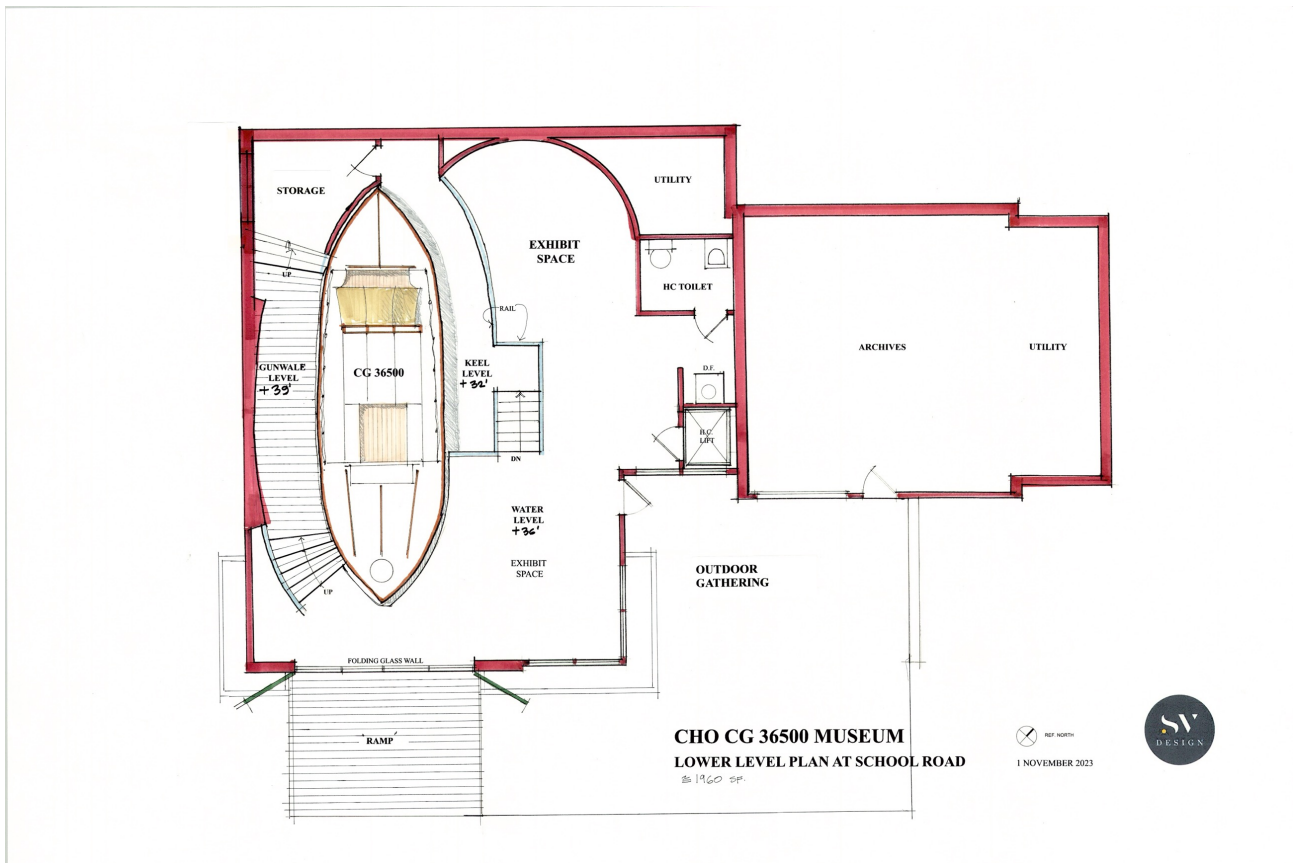 STORAGE
UTILITY
EXHIBIT
SPACE
UP
HC TOILET
RAIL
ARCHIVES
UTILITY
GUNWALE
LEVEL
+39'
CG 36500
KEEL
LEVEL
+32'
D.F.
H.C.
LIFT
DN
WATER
LEVEL
+36'
EXHIBIT
SPACE
OUTDOOR
GATHERING
UP
FOLDING GLASS WALL
RAMP
CHO CG 36500 MUSEUM
LOWER LEVEL PLAN AT SCHOOL ROAD
≅ 1960 SF.
REF. NORTH
1 NOVEMBER 2023
SV
DESIGN